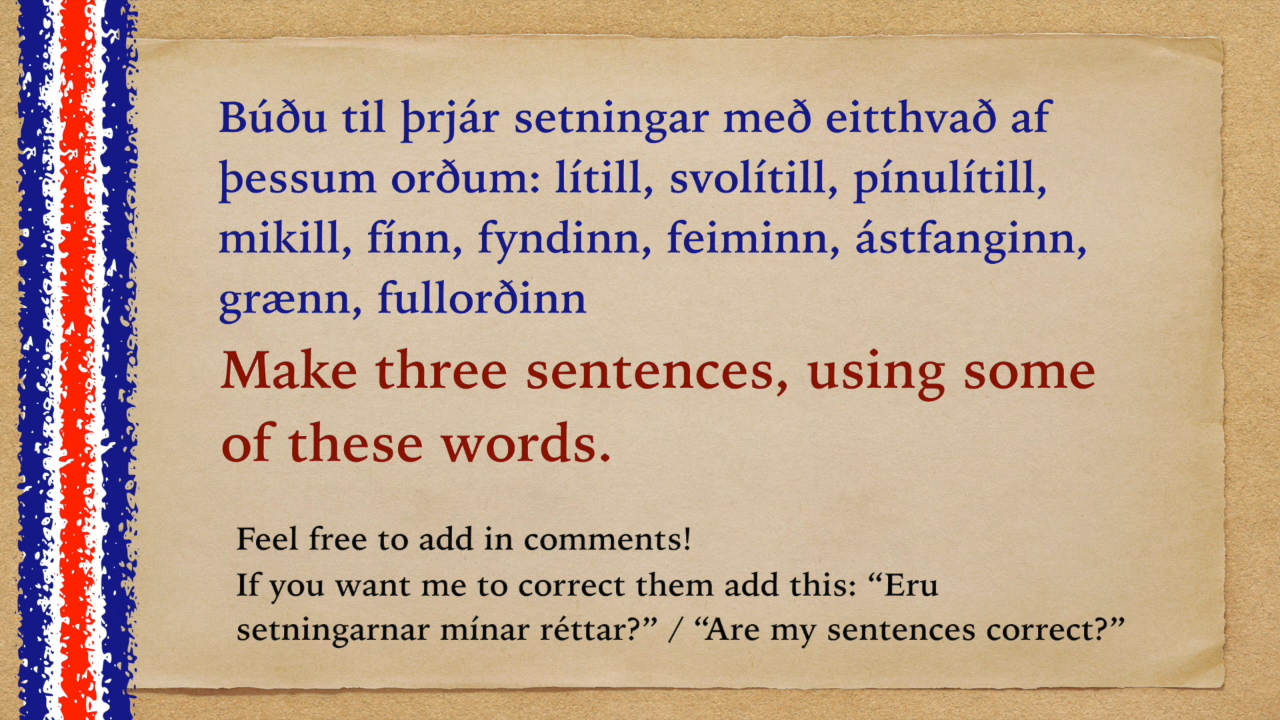 Búðu til þrjár setningar með eitthvað af
þessum orðum: lítill, svolítill, pínulítill,
mikill, fínn, fyndinn, feiminn, ástfanginn,
grænn, fullorðinn
Make three sentences, using some
of these words.
Feel free to add in comments!
If you want me to correct them add this: “Eru
setningarnar mínar réttar?” / “Are my sentences correct?”